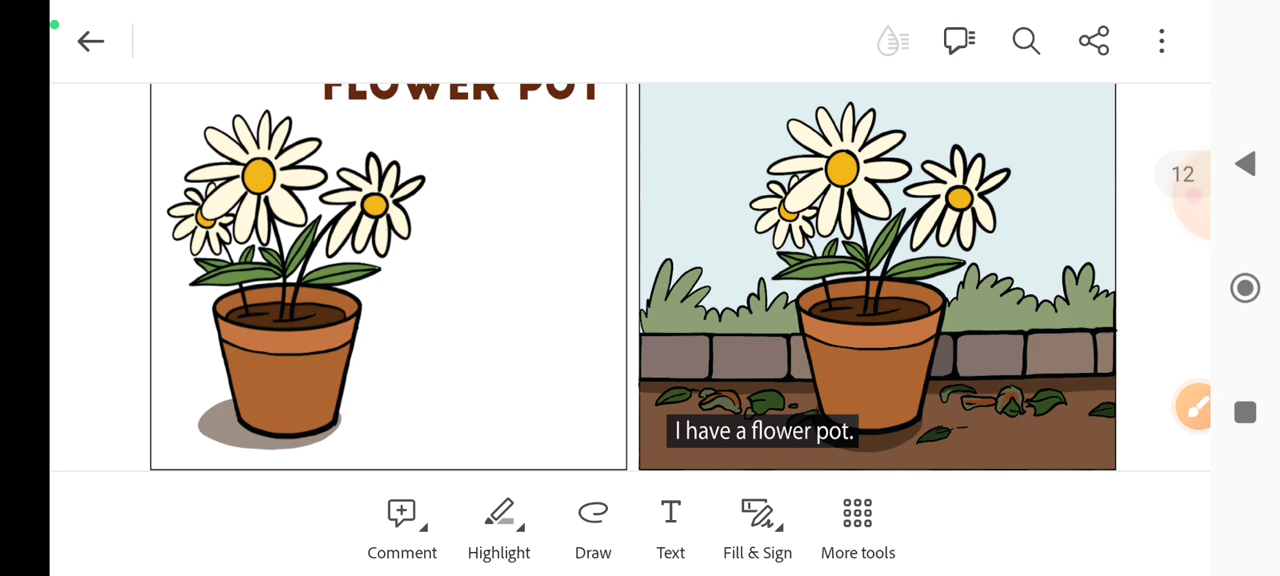 FLOWER POT
12
I have a flower pot.
Comment
Highlight
Draw
Text
Fill & Sign
More tools